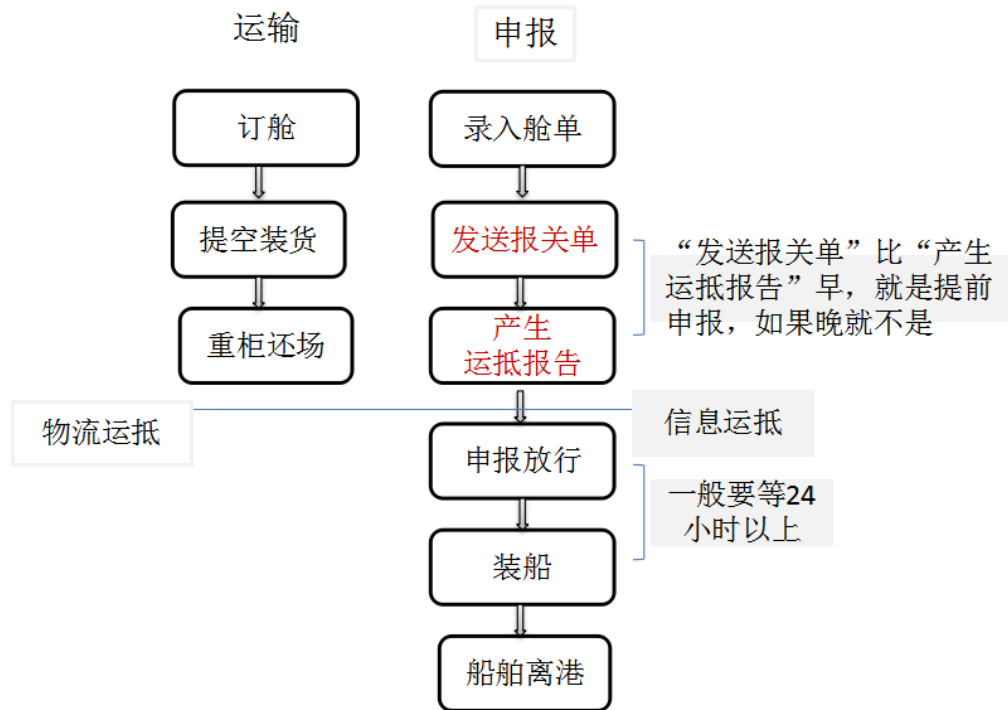 运输
申报
订舱
录入舱单
提空装货
发送报关单
“发送报关单”比“产生
运抵报告”早，就是提前
申报，如果晚就不是
重柜还场
产生
运抵报告
物流运抵
信息运抵
申报放行
一般要等24
小时以上
装船
船舶离港